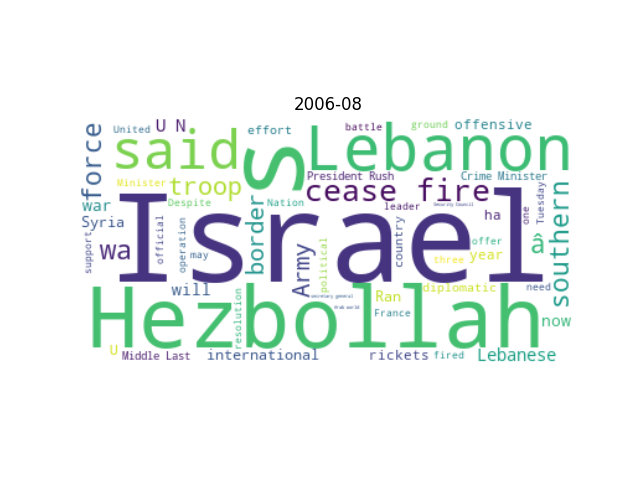 2006-08
force
United
U N
effort
battle
ground
offensive
said
s
Lebanon
Minister
troop
President Rush
Crime Minister
cease fire
war
Despite
Nation
leader
Security Council
ha
one
Tuesday
Syria
wa
Israel
support
official
operation
may
border
Army
political
country
offer
â
three
year
southern
will
resolution
secretary general
Arab world
Ran
France
diplomatic
need
Hezbollah
now
U
Middle Last
international
rickets
fired
Lebanese